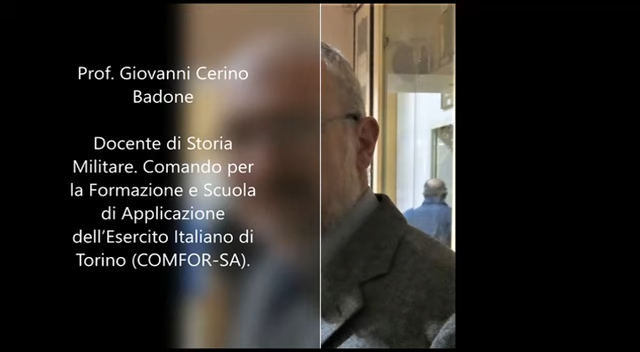 Prof. Giovanni Cerino
Badone
Docente di Storia
Militare. Comando per
la Formazione e Scuola
di Applicazione
dell’Esercito Italiano di
Torino (COMFOR-SA).